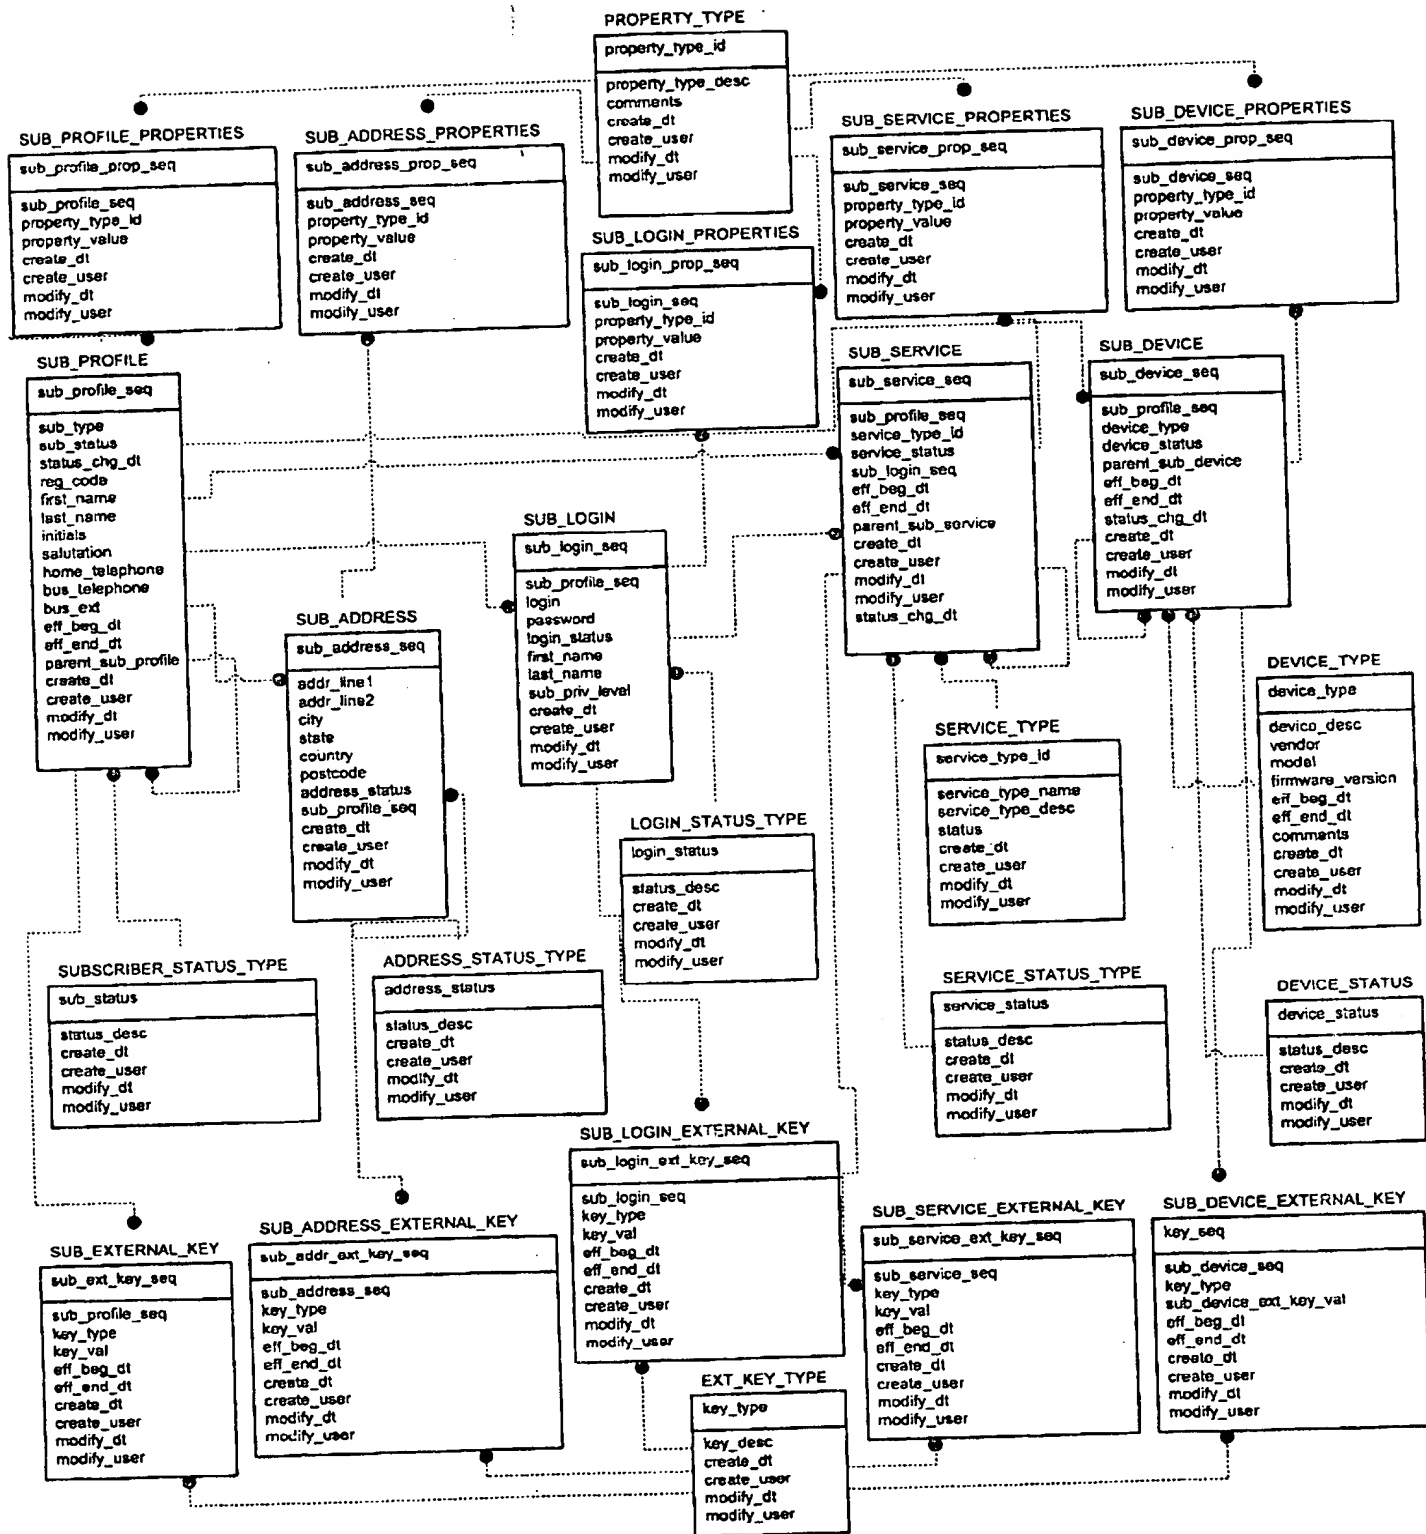 PROPERTY_TYPE
property_type_id
property_type_desc
comments
create_dt
create_user
modify_dt
modify_user
SUB_PROFILE_PROPERTIES
sub_profile_prop_seq
sub_profile_seq
property_type_id
property_value
create_dt
create_user
modify_dt
modify_user
SUB_ADDRESS_PROPERTIES
sub_address_prop_seq
sub_address_seq
property_type_id
property_value
create_dt
create_user
modify_dt
modify_user
SUB_LOGIN_PROPERTIES
sub_login_prop_seq
sub_login_seq
property_type_id
property_value
create_dt
create_user
modify_dt
modify_user
SUB_SERVICE_PROPERTIES
sub_service_prop_seq
sub_service_seq
property_type_id
property_value
create_dt
create_user
modify_dt
modify_user
SUB_DEVICE_PROPERTIES
sub_device_prop_seq
sub_device_seq
property_type_id
property_value
create_dt
create_user
modify_dt
modify_user
SUB_PROFILE
sub_profile_seq
sub_type
sub_status
status_chg_dt
reg_code
first_name
last_name
initials
salutation
home_telephone
bus_telephone
bus_ext
eff_beg_dt
eff_end_dt
parent_sub_profile
create_dt
create_user
modify_dt
modify_user
SUB_ADDRESS
sub_address_seq
addr_line1
addr_line2
city
state
country
postcode
address_status
sub_profile_seq
create_dt
create_user
modify_dt
modify_user
SUB_LOGIN
sub_login_seq
sub_profile_seq
login
password
login_status
first_name
last_name
sub_priv_level
create_dt
create_user
modify_dt
modify_user
SUB_SERVICE
sub_service_seq
sub_profile_seq
service_type_id
service_status
sub_login_seq
eff_beg_dt
eff_end_dt
parent_sub_service
create_dt
create_user
modify_dt
modify_user
status_chg_dt
SUB_DEVICE
sub_device_seq
sub_profile_seq
device_type
device_status
parent_sub_device
eff_beg_dt
eff_end_dt
status_chg_dt
create_dt
create_user
modify_dt
modify_user
DEVICE_TYPE
device_type
device_desc
vendor
model
firmware_version
eff_beg_dt
eff_end_dt
comments
create_dt
create_user
modify_dt
modify_user
SERVICE_TYPE
service_type_id
service_type_name
service_type_desc
status
create_dt
create_user
modify_dt
modify_user
LOGIN_STATUS_TYPE
login_status
status_desc
create_dt
create_user
modify_dt
modify_user
SUBSCRIBER_STATUS_TYPE
sub_status
status_desc
create_dt
create_user
modify_dt
modify_user
ADDRESS_STATUS_TYPE
address_status
status_desc
create_dt
create_user
modify_dt
modify_user
SERVICE_STATUS_TYPE
service_status
status_desc
create_dt
create_user
modify_dt
modify_user
DEVICE_STATUS
device_status
status_desc
create_dt
create_user
modify_dt
modify_user
SUB_EXTERNAL_KEY
sub_ext_key_seq
sub_profile_seq
key_type
key_val
eff_beg_dt
eff_end_dt
create_dt
create_user
modify_dt
modify_user
SUB_ADDRESS_EXTERNAL_KEY
sub_addr_ext_key_seq
sub_address_seq
key_type
key_val
eff_beg_dt
eff_end_dt
create_dt
create_user
modify_dt
modify_user
SUB_LOGIN_EXTERNAL_KEY
sub_login_ext_key_seq
sub_login_seq
key_type
key_val
eff_beg_dt
eff_end_dt
create_dt
create_user
modify_dt
modify_user
SUB_SERVICE_EXTERNAL_KEY
sub_service_ext_key_seq
sub_service_seq
key_type
key_val
eff_beg_dt
eff_end_dt
create_dt
create_user
modify_dt
modify_user
SUB_DEVICE_EXTERNAL_KEY
key_seq
sub_device_seq
key_type
sub_device_ext_key_val
eff_beg_dt
eff_end_dt
create_dt
create_user
modify_dt
modify_user
EXT_KEY_TYPE
key_type
key_desc
create_dt
create_user
modify_dt
modify_user